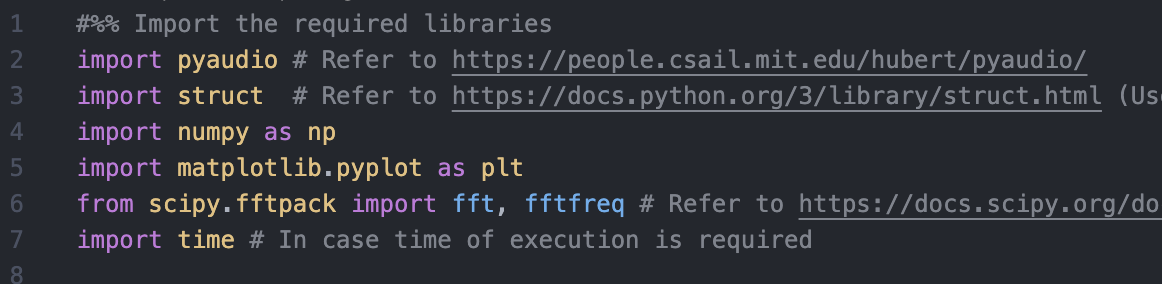 1 #%% Import the required libraries
2 import pyaudio # Refer to https://people.csail.mit.edu/hubert/pyaudio/
3 import struct  # Refer to https://docs.python.org/3/library/struct.html
4 import numpy as np
5 import matplotlib.pyplot as plt
6 from scipy.fftpack import fft, fftfreq # Refer to https://docs.scipy.org/do
7 import time # In case time of execution is required
8